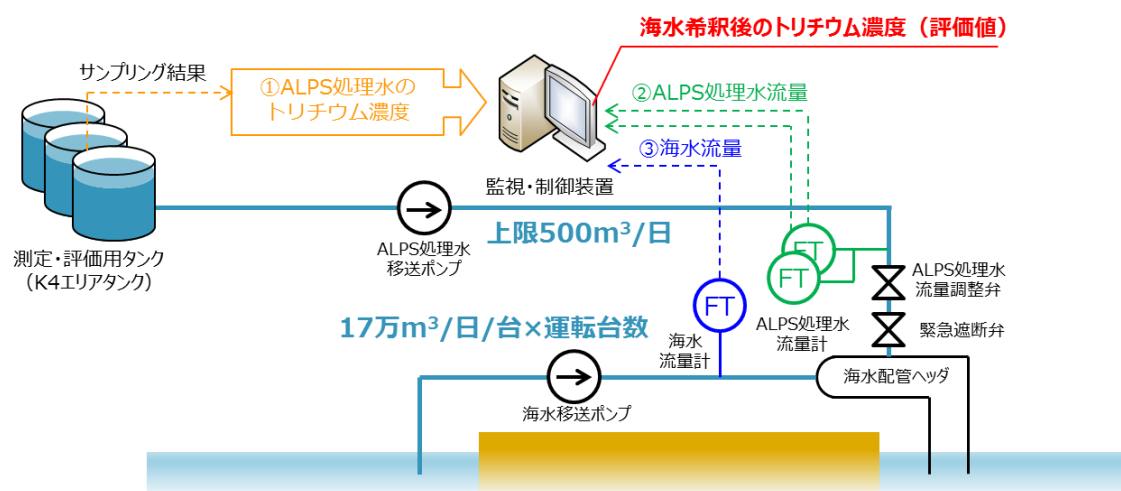 海水希釈後のトリチウム濃度（評価値）
サンプリング結果
①ALPS処理水の
トリチウム濃度
②ALPS処理水流量
③海水流量
監視・制御装置
上限500m³/日
ALPS処理水
移送ポンプ
測定・評価用タンク
（K4エリアタンク）
FT
FT
ALPS処理水
流量調整弁
FT
17万m³/日/台×運転台数
海水
流量計
ALPS処理水
流量計
緊急遮断弁
海水配管ヘッダ
海水移送ポンプ